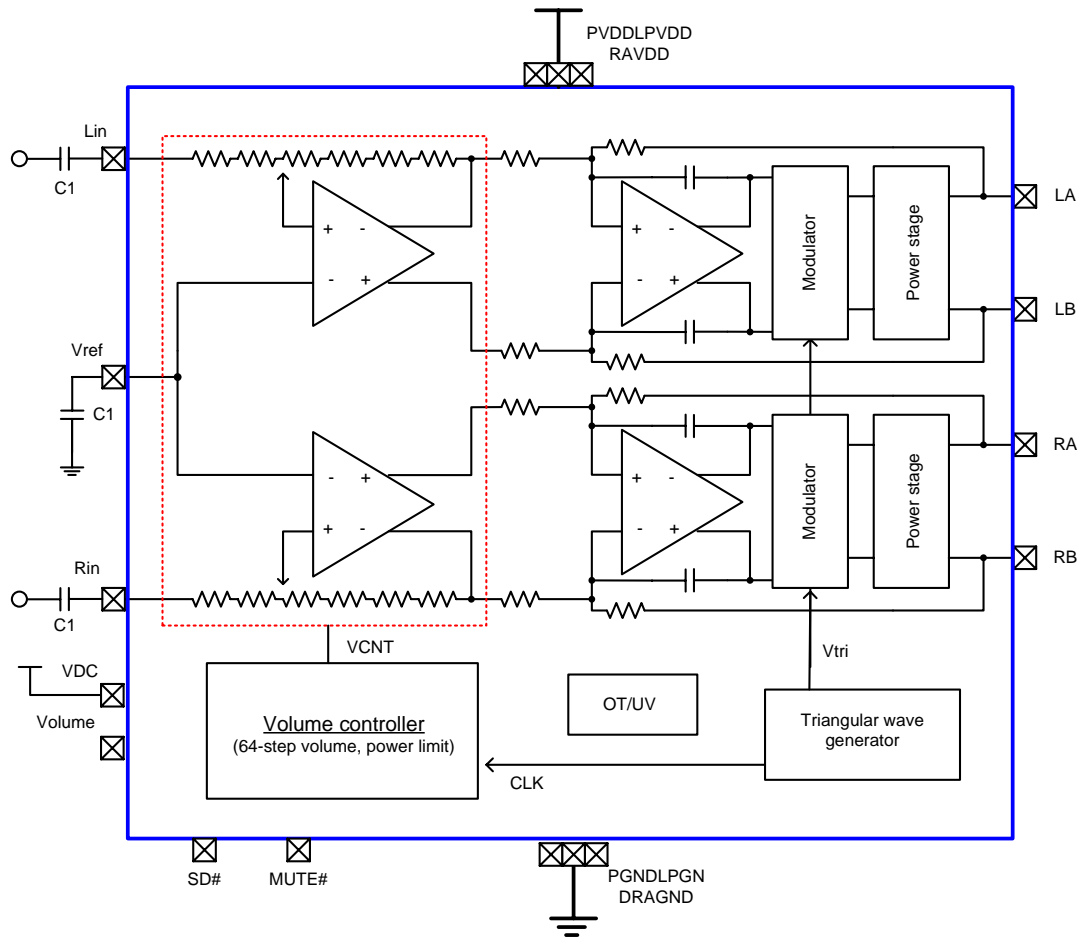 PVDDLPVDD
RAVDD
Lin
C1
+
-
-
+
+
-
-
+
Modulator
Power stage
LA
LB
Vref
C1
-
+
+
-
+
-
-
+
Modulator
Power stage
RA
RB
Rin
C1
VCNT
Vtri
VDC
Volume
Volume controller
(64-step volume, power limit)
OT/UV
Triangular wave
generator
CLK
SD#
MUTE#
PGNDLPGN
DRAGND